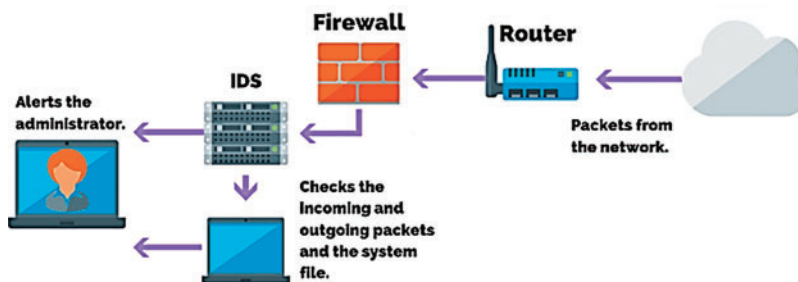 Firewall
Router
IDS
Alerts the
administrator.
Packets from
the network.
Checks the
Incoming and
outgoing packets
and the system
file.